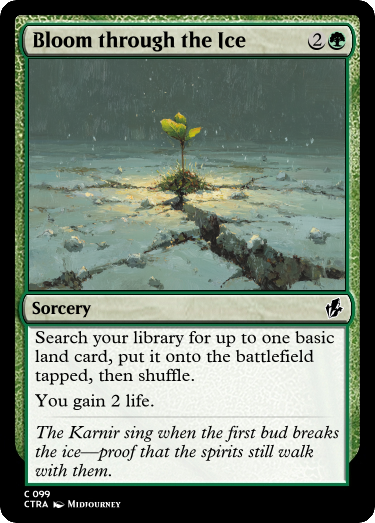 Bloom through the Ice 2
Sorcery
Search your library for up to one basic
land card, put it onto the battlefield
tapped, then shuffle.
You gain 2 life.
The Karnir sing when the first bud breaks
the ice—proof that the spirits still walk
with them.
C 099
CTRA Midjourney